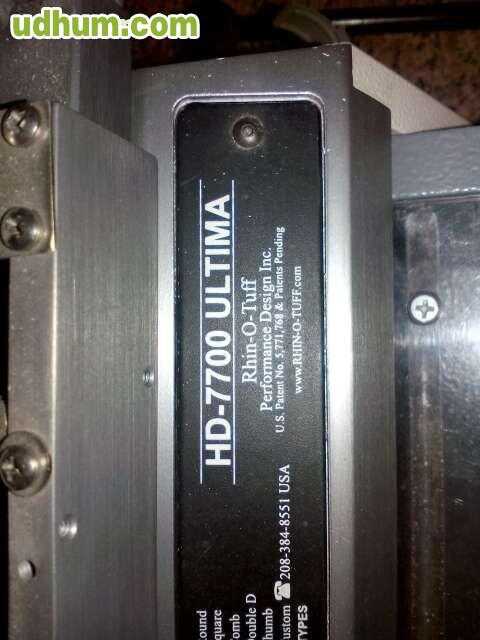 udhum.com
HD-7700 ULTIMA
Rhin-O-Tuff
Performance Design Inc.
U.S. Patent No. 5,771,768 & Patents Pending
www.RHIN-O-TUFF.com
☎ 208-384-8551 USA
ound
quare
omb
ouble D
humb
ustom
TYPES